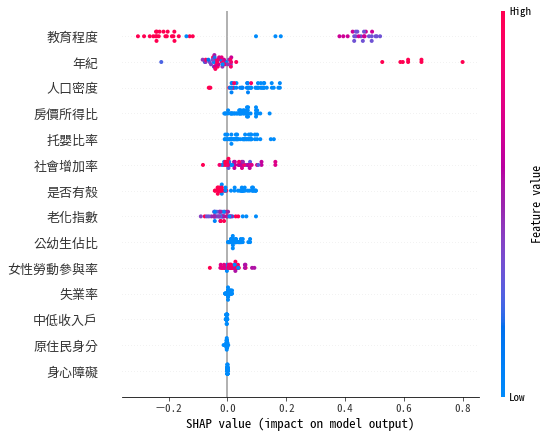 High
教育程度
年紀
人口密度
房價所得比
托嬰比率
社會增加率
是否有殼
老化指數
公幼生佔比
女性勞動參與率
失業率
中低收入戶
原住民身分
身心障礙
Feature value
Low
−0.2 0.0 0.2 0.4 0.6 0.8
SHAP value (impact on model output)